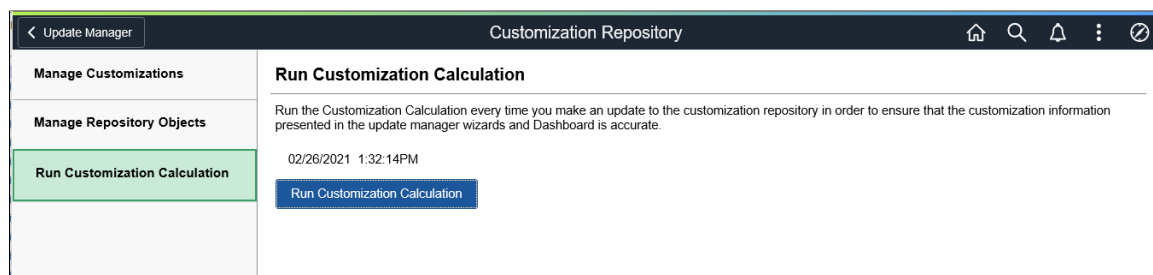 Update Manager
Customization Repository
Manage Customizations
Manage Repository Objects
Run Customization Calculation
Run Customization Calculation
Run the Customization Calculation every time you make an update to the customization repository in order to ensure that the customization information
presented in the update manager wizards and Dashboard is accurate.
02/26/2021 1:32:14PM
Run Customization Calculation